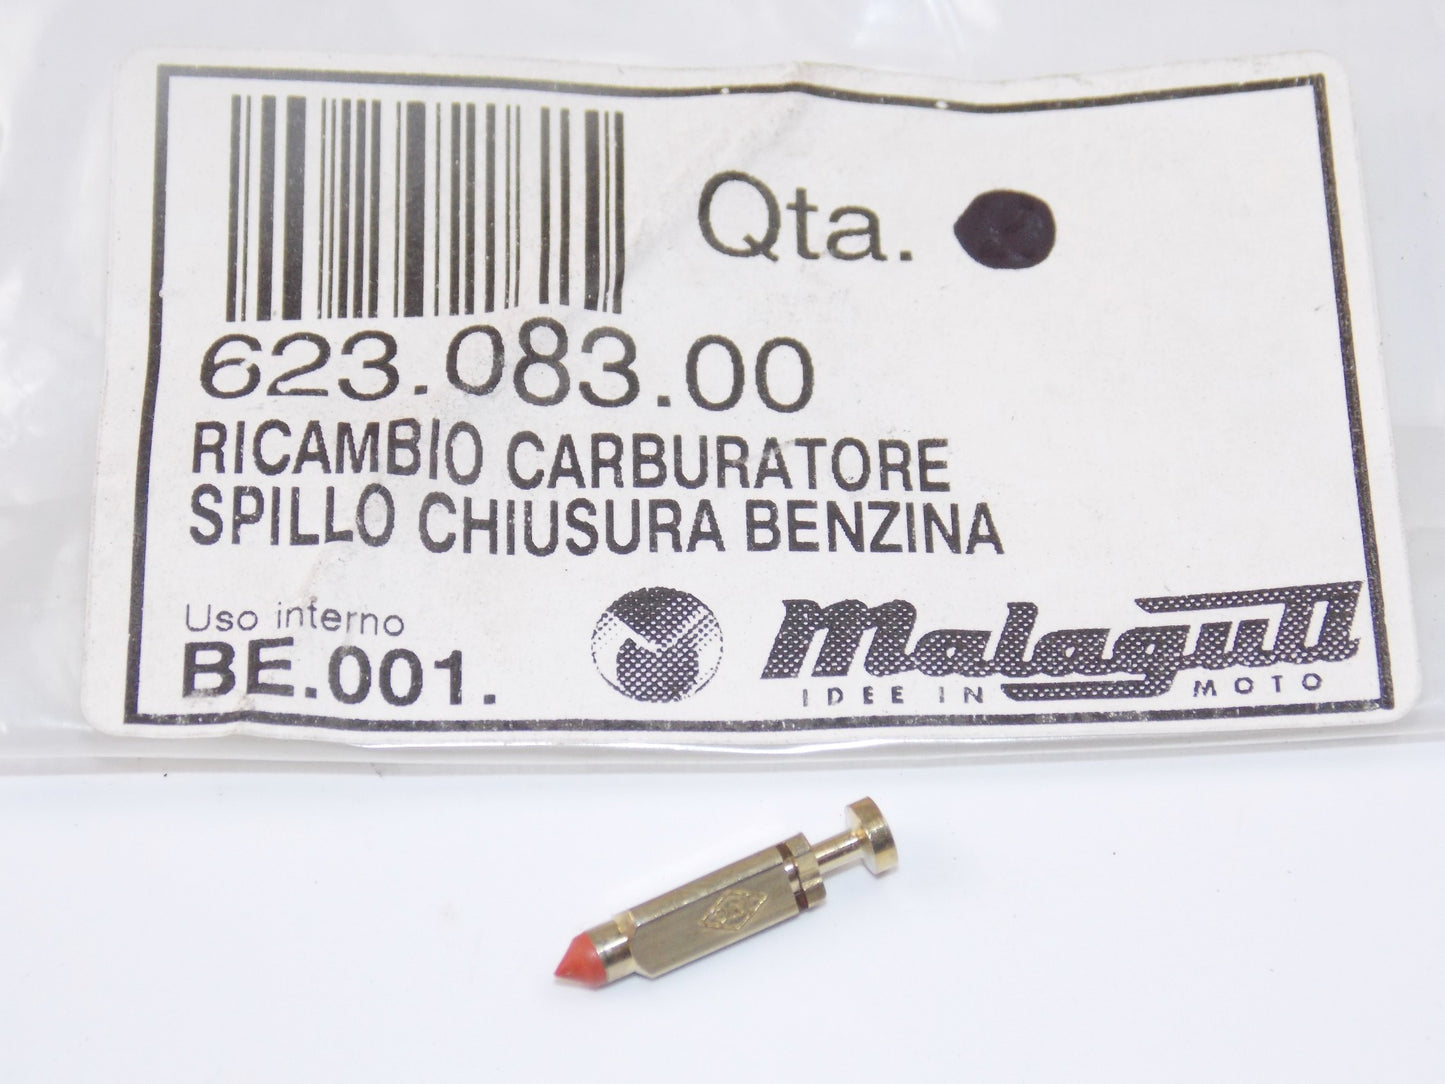 Qta.
623.083.00
RICAMBIO CARBURATORE
SPILLO CHIUSURA BENZINA
Uso interno
BE.001.
Malaguti
IDEE IN MOTO